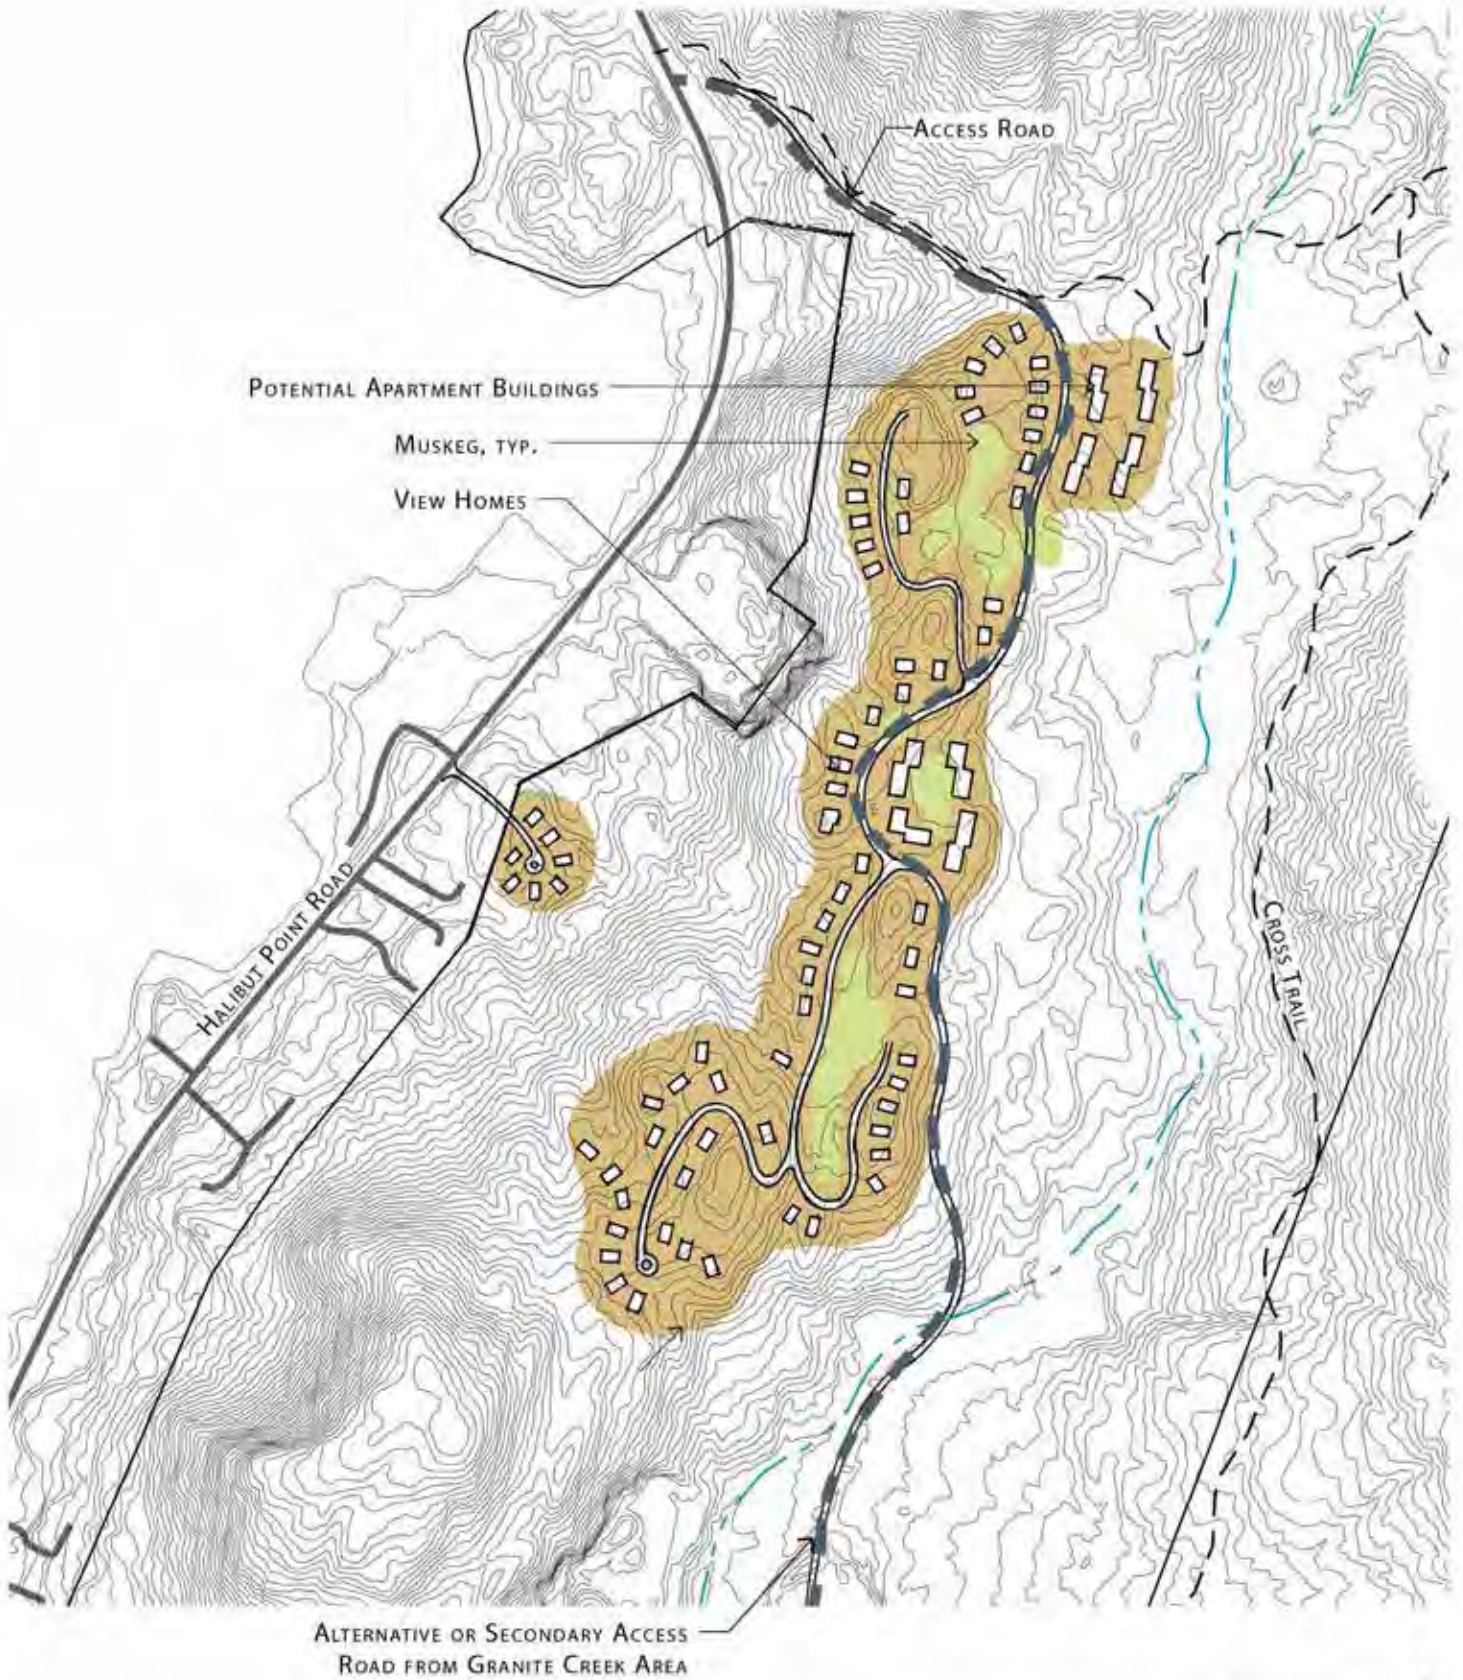 ACCESS ROAD
POTENTIAL APARTMENT BUILDINGS
MUSKEG, TYP.
VIEW HOMES
HALIBUT POINT ROAD
CROSS TRAIL
ALTERNATIVE OR SECONDARY ACCESS
ROAD FROM GRANITE CREEK AREA